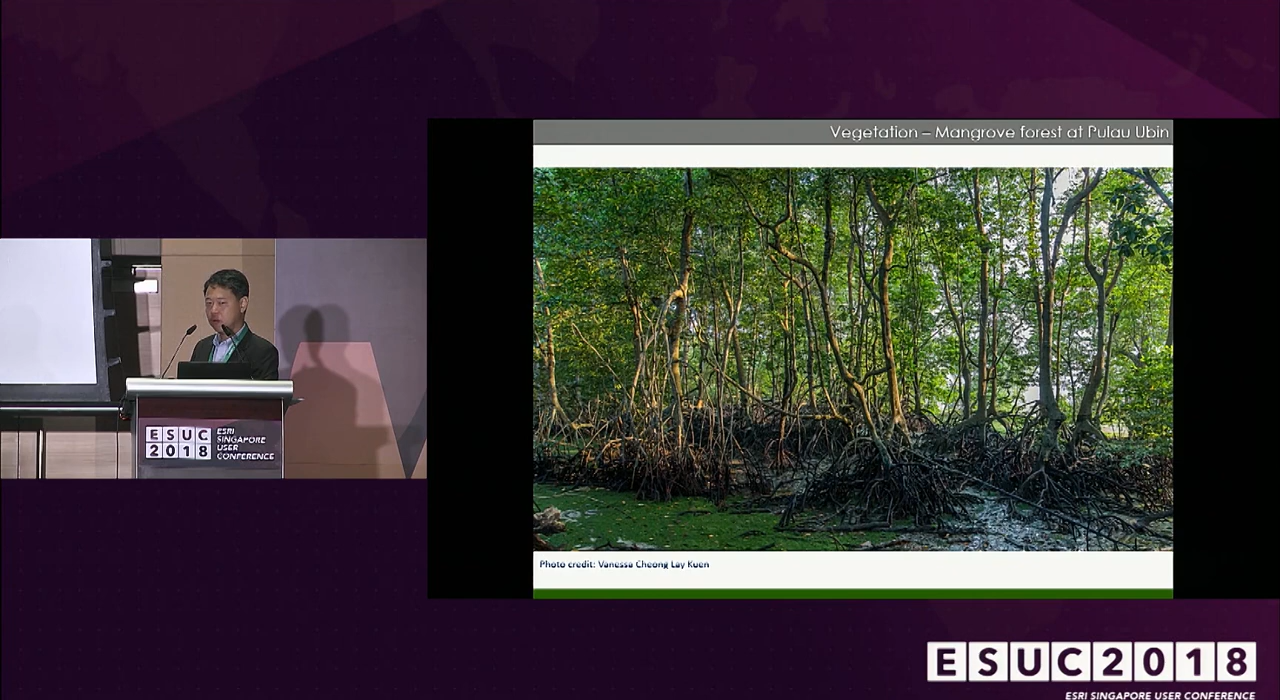 Vegetation – Mangrove forest at Pulau Ubin
ESUC
2018
ESRI
SINGAPORE
USER
CONFERENCE
Photo credit: Vanessa Cheong Lay Kuen
ESUC2018
ESRI SINGAPORE USER CONFERENCE